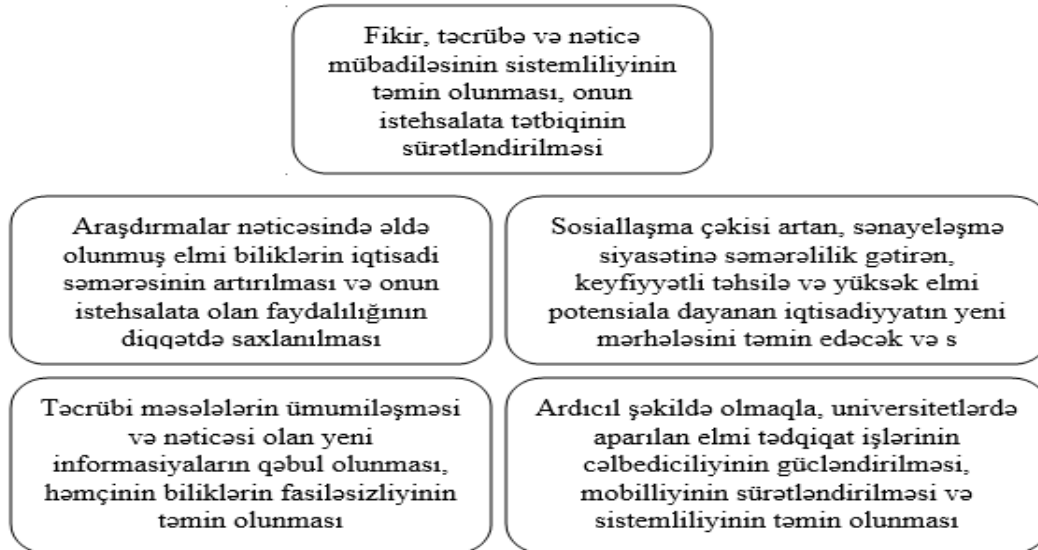 Fikir, təcrübə və nəticə
mübadiləsinin sistemliliyinin
təmin olunması, onun
istehsalata tətbiqinin
sürətləndirilməsi
Araşdırmalar nəticəsində əldə
olunmuş elmi biliklərin iqtisadi
səmərəsinin artırılması və onun
istehsalata olan faydalılığının
diqqətdə saxlanılması
Sosiallaşma çəkisi artan, sənayeləşmə
siyasətinə səmərəlilik gətirən,
keyfiyyətli təhsilə və yüksək elmi
potensiala dayanan iqtisadiyyatın yeni
mərhələsini təmin edəcək və s
Təcrübi məsələlərin ümumiləşməsi
və nəticəsi olan yeni
informasiyaların qəbul olunması,
həmçinin biliklərin fasiləsizliyinin
təmin olunması
Ardıcıl şəkildə olmaqla, universitetlərdə
aparılan elmi tədqiqat işlərinin
cəlbediciliyinin gücləndirilməsi,
mobilliyinin sürətləndirilməsi və
sistemliliyinin təmin olunması